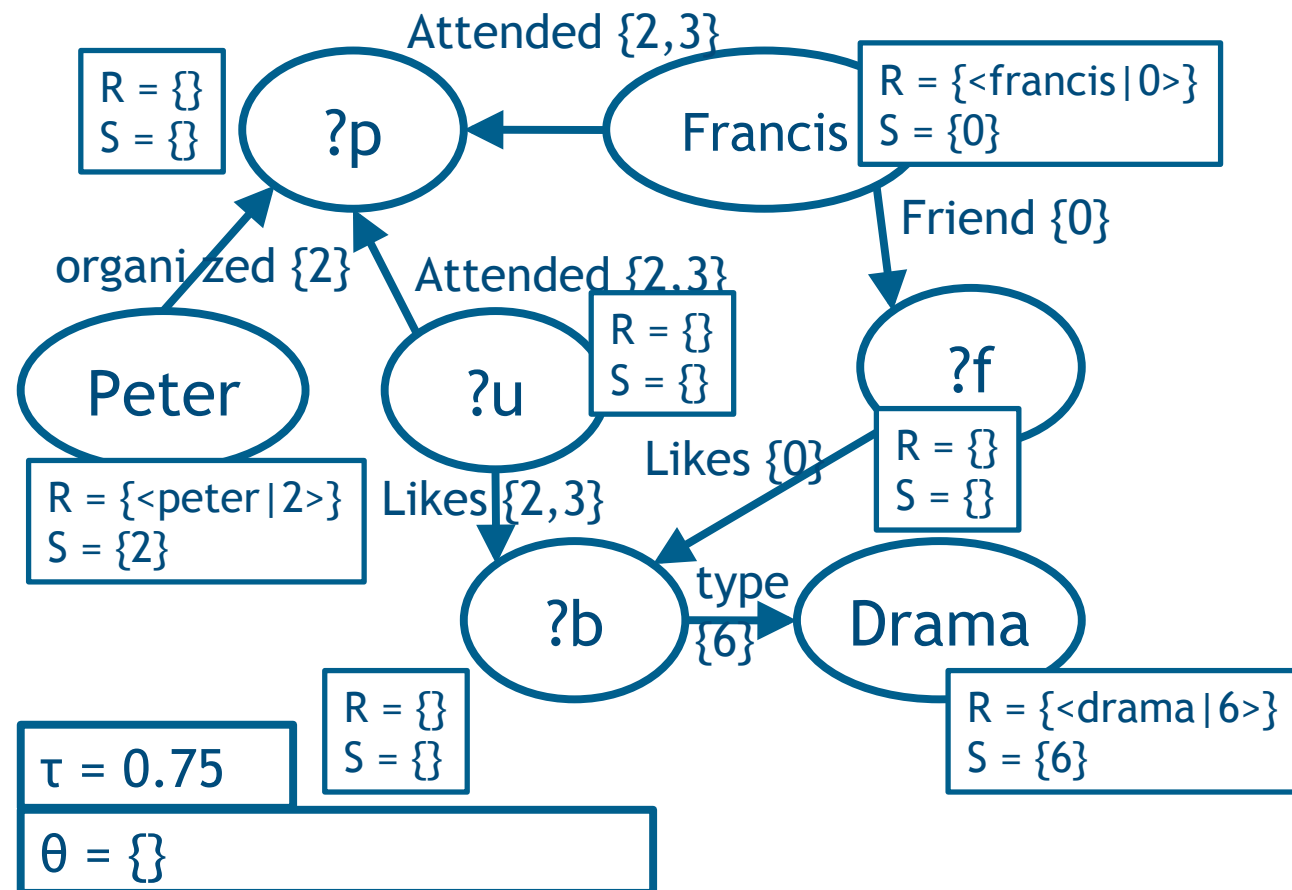 Attended {2,3}
R = {}
S = {}
?p
Francis
R = {<francis|0>}
S = {0}
Friend {0}
organi zed {2}
Attended {2,3}
R = {}
S = {}
Peter
?u
?f
R = {<peter|2>}
S = {2}
Likes {2,3}
Likes {0}
R = {}
S = {}
?b
type
{6}
Drama
R = {}
S = {}
R = {<drama|6>}
S = {6}
τ = 0.75
θ = {}